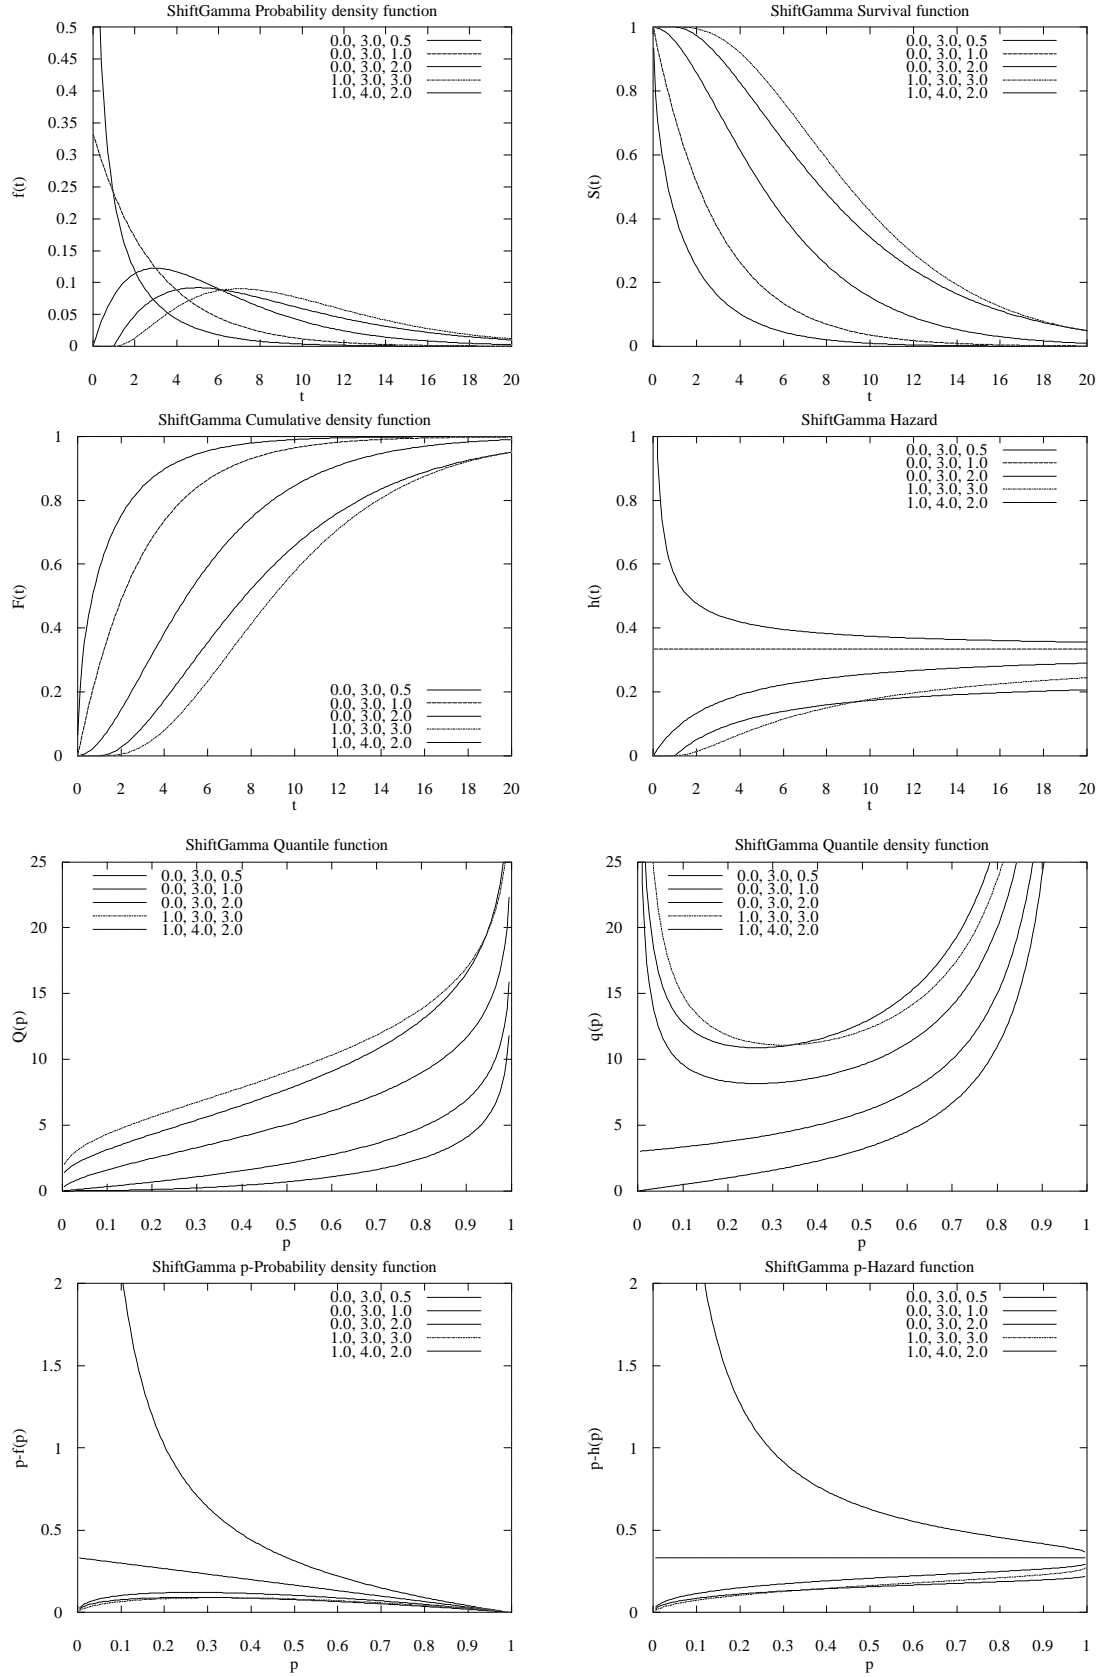 ShiftGamma Probability density function
0.5
0.45
0.4
0.35
0.3
0.25
0.2
0.15
0.1
0.05
0
f(t)
0.0, 3.0, 0.5
0.0, 3.0, 1.0
0.0, 3.0, 2.0
1.0, 3.0, 3.0
1.0, 4.0, 2.0
0 2 4 6 8 10 12 14 16 18 20
t
ShiftGamma Survival function
1
0.8
0.6
0.4
0.2
0
S(t)
0.0, 3.0, 0.5
0.0, 3.0, 1.0
0.0, 3.0, 2.0
1.0, 3.0, 3.0
1.0, 4.0, 2.0
0 2 4 6 8 10 12 14 16 18 20
t
ShiftGamma Cumulative density function
1
0.8
0.6
0.4
0.2
0
F(t)
0.0, 3.0, 0.5
0.0, 3.0, 1.0
0.0, 3.0, 2.0
1.0, 3.0, 3.0
1.0, 4.0, 2.0
0 2 4 6 8 10 12 14 16 18 20
t
ShiftGamma Hazard
1
0.8
0.6
0.4
0.2
0
h(t)
0.0, 3.0, 0.5
0.0, 3.0, 1.0
0.0, 3.0, 2.0
1.0, 3.0, 3.0
1.0, 4.0, 2.0
0 2 4 6 8 10 12 14 16 18 20
t
ShiftGamma Quantile function
25
20
15
10
5
0
Q(p)
0.0, 3.0, 0.5
0.0, 3.0, 1.0
0.0, 3.0, 2.0
1.0, 3.0, 3.0
1.0, 4.0, 2.0
0 0.1 0.2 0.3 0.4 0.5 0.6 0.7 0.8 0.9 1
p
ShiftGamma Quantile density function
25
20
15
10
5
0
q(p)
0.0, 3.0, 0.5
0.0, 3.0, 1.0
0.0, 3.0, 2.0
1.0, 3.0, 3.0
1.0, 4.0, 2.0
0 0.1 0.2 0.3 0.4 0.5 0.6 0.7 0.8 0.9 1
p
ShiftGamma p-Probability density function
2
1.5
1
0.5
0
p-f(p)
0.0, 3.0, 0.5
0.0, 3.0, 1.0
0.0, 3.0, 2.0
1.0, 3.0, 3.0
1.0, 4.0, 2.0
0 0.1 0.2 0.3 0.4 0.5 0.6 0.7 0.8 0.9 1
p
ShiftGamma p-Hazard function
2
1.5
1
0.5
0
p-h(p)
0.0, 3.0, 0.5
0.0, 3.0, 1.0
0.0, 3.0, 2.0
1.0, 3.0, 3.0
1.0, 4.0, 2.0
0 0.1 0.2 0.3 0.4 0.5 0.6 0.7 0.8 0.9 1
p